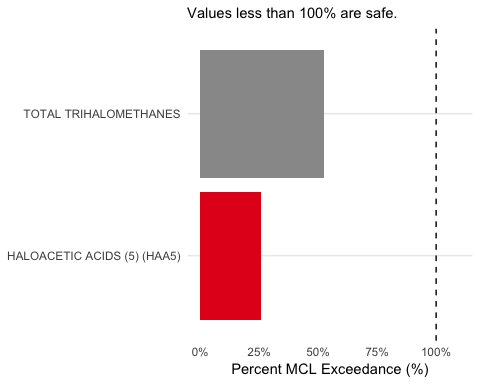 Values less than 100% are safe.
TOTAL TRIHALOMETHANES
HALOACETIC ACIDS (5) (HAA5)
0% 25% 50% 75% 100%
Percent MCL Exceedance (%)